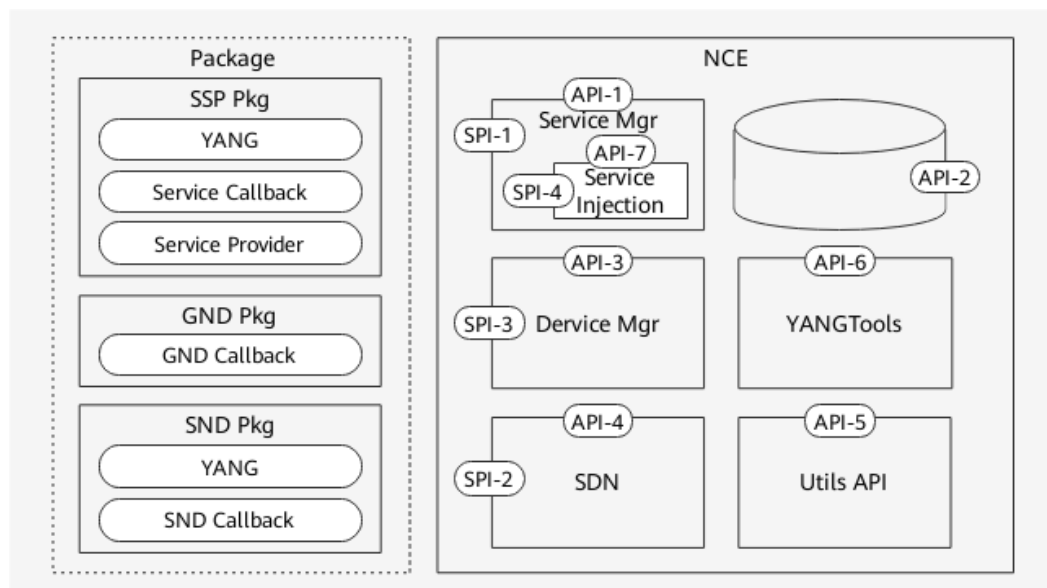 Package
SSP Pkg
YANG
Service Callback
Service Provider
GND Pkg
GND Callback
SND Pkg
YANG
SND Callback
NCE
API-1
SPI-1
Service Mgr
API-7
SPI-4
Service
Injection
API-2
API-3
SPI-3
Dervice Mgr
API-6
YANGTools
API-4
SPI-2
SDN
API-5
Utils API